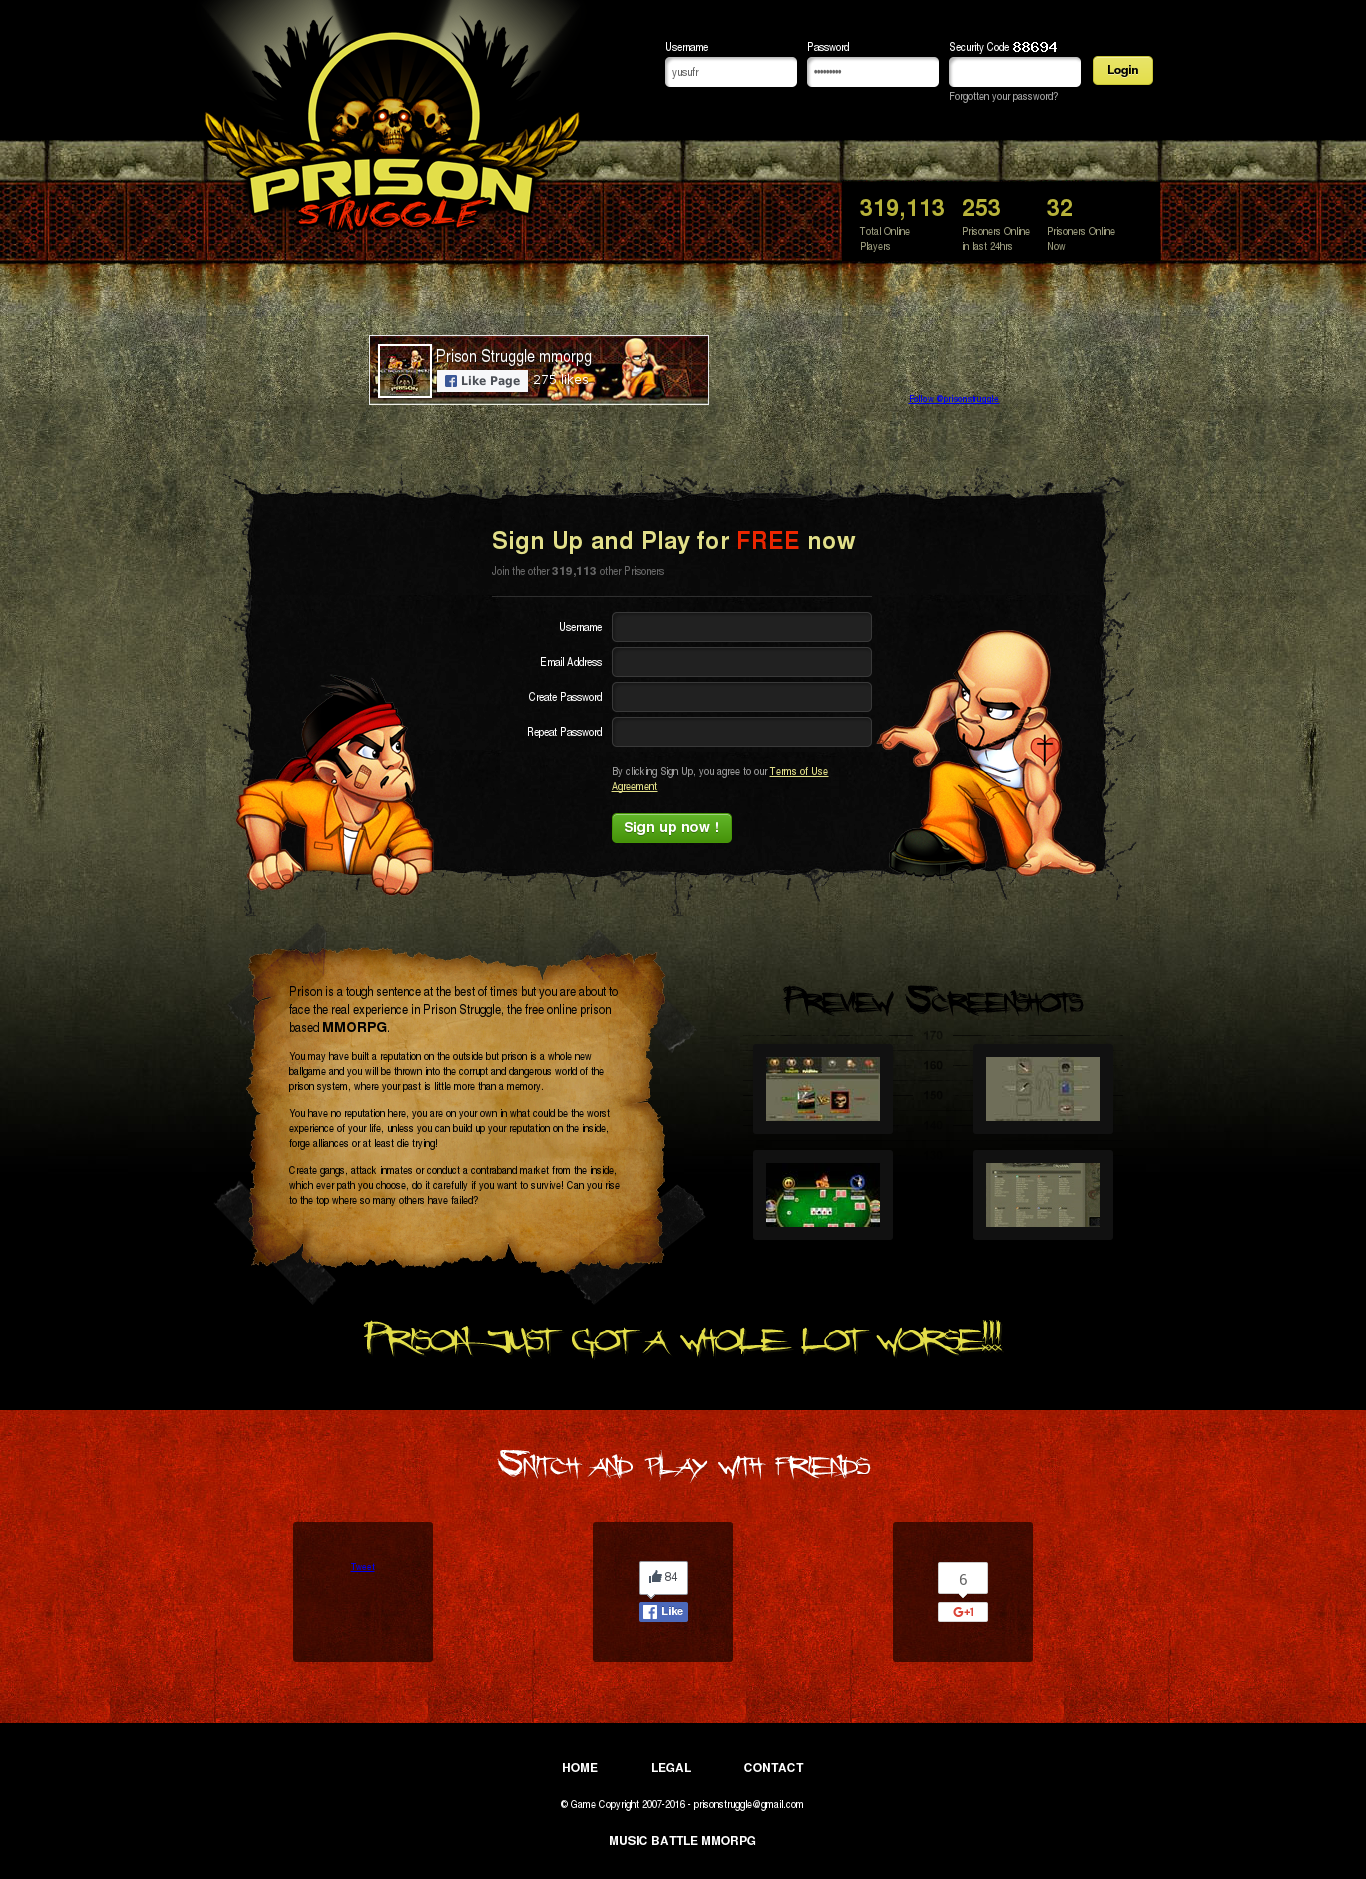 Username
Password
Security Code 88694
yusufr
•••••••••
Login
Forgotten your password?
PRISON
STRUGGLE
319,113
253
32
Total Online
Players
Prisoners Online
in last 24hrs
Prisoners Online
Now
Prison Struggle mmorpg
Like Page
275 likes
Follow @prisonstruggle
Sign Up and Play for FREE now
Join the other 319,113 other Prisoners
Username
Email Address
Create Password
Repeat Password
By clicking Sign Up, you agree to our Terms of Use
Agreement
Sign up now !
Prison is a tough sentence at the best of times but you are about to
face the real experience in Prison Struggle, the free online prison
based MMORPG.
You may have built a reputation on the outside but prison is a whole new
ballgame and you will be thrown into the corrupt and dangerous world of the
prison system, where your past is little more than a memory.
You have no reputation here, you are on your own in what could be the worst
experience of your life, unless you can build up your reputation on the inside,
forge alliances or at least die trying!
Create gangs, attack inmates or conduct a contraband market from the inside,
which ever path you choose, do it carefully if you want to survive! Can you rise
to the top where so many others have failed?
Preview Screenshots
170
160
150
Prison just got a whole lot worse!!!
Snitch and play with friends
84
Like
6
G+1
HOME
LEGAL
CONTACT
© Game Copyright 2007-2016 - prisonstruggle@gmail.com
MUSIC BATTLE MMORPG